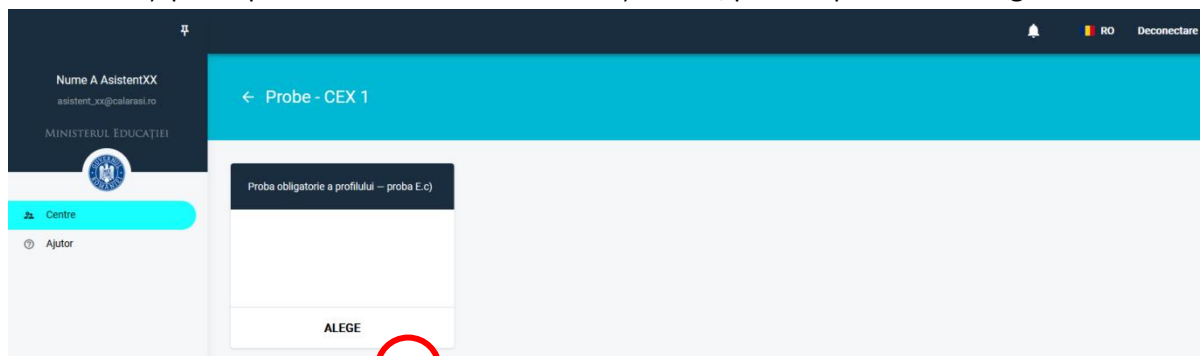 RO Deconectare
Nume A AsistentXX
asistent_xx@calarasi.ro
MINISTERUL EDUCAȚIEI
← Probe - CEX 1
Centre
Ajutor
Proba obligatorie a profilului – proba E.c)
ALEGE